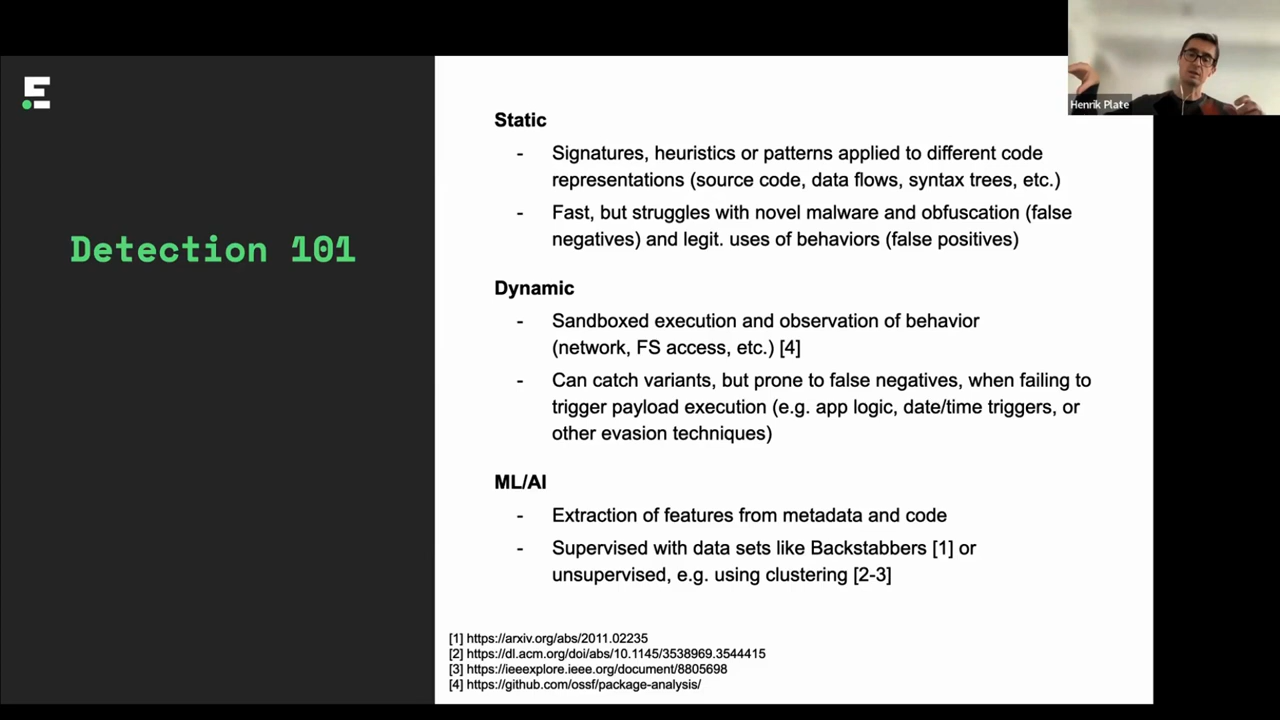 Henrik Plate
Detection 101
Static
- Signatures, heuristics or patterns applied to different code
representations (source code, data flows, syntax trees, etc.)
- Fast, but struggles with novel malware and obfuscation (false
negatives) and legit. uses of behaviors (false positives)
Dynamic
- Sandboxed execution and observation of behavior
(network, FS access, etc.) [4]
- Can catch variants, but prone to false negatives, when failing to
trigger payload execution (e.g. app logic, date/time triggers, or
other evasion techniques)
ML/AI
- Extraction of features from metadata and code
- Supervised with data sets like Backstabbers [1] or
unsupervised, e.g. using clustering [2-3]
[1] https://arxiv.org/abs/2011.02235
[2] https://dl.acm.org/doi/abs/10.1145/3538969.3544415
[3] https://ieeexplore.ieee.org/document/8805698
[4] https://github.com/ossf/package-analysis/